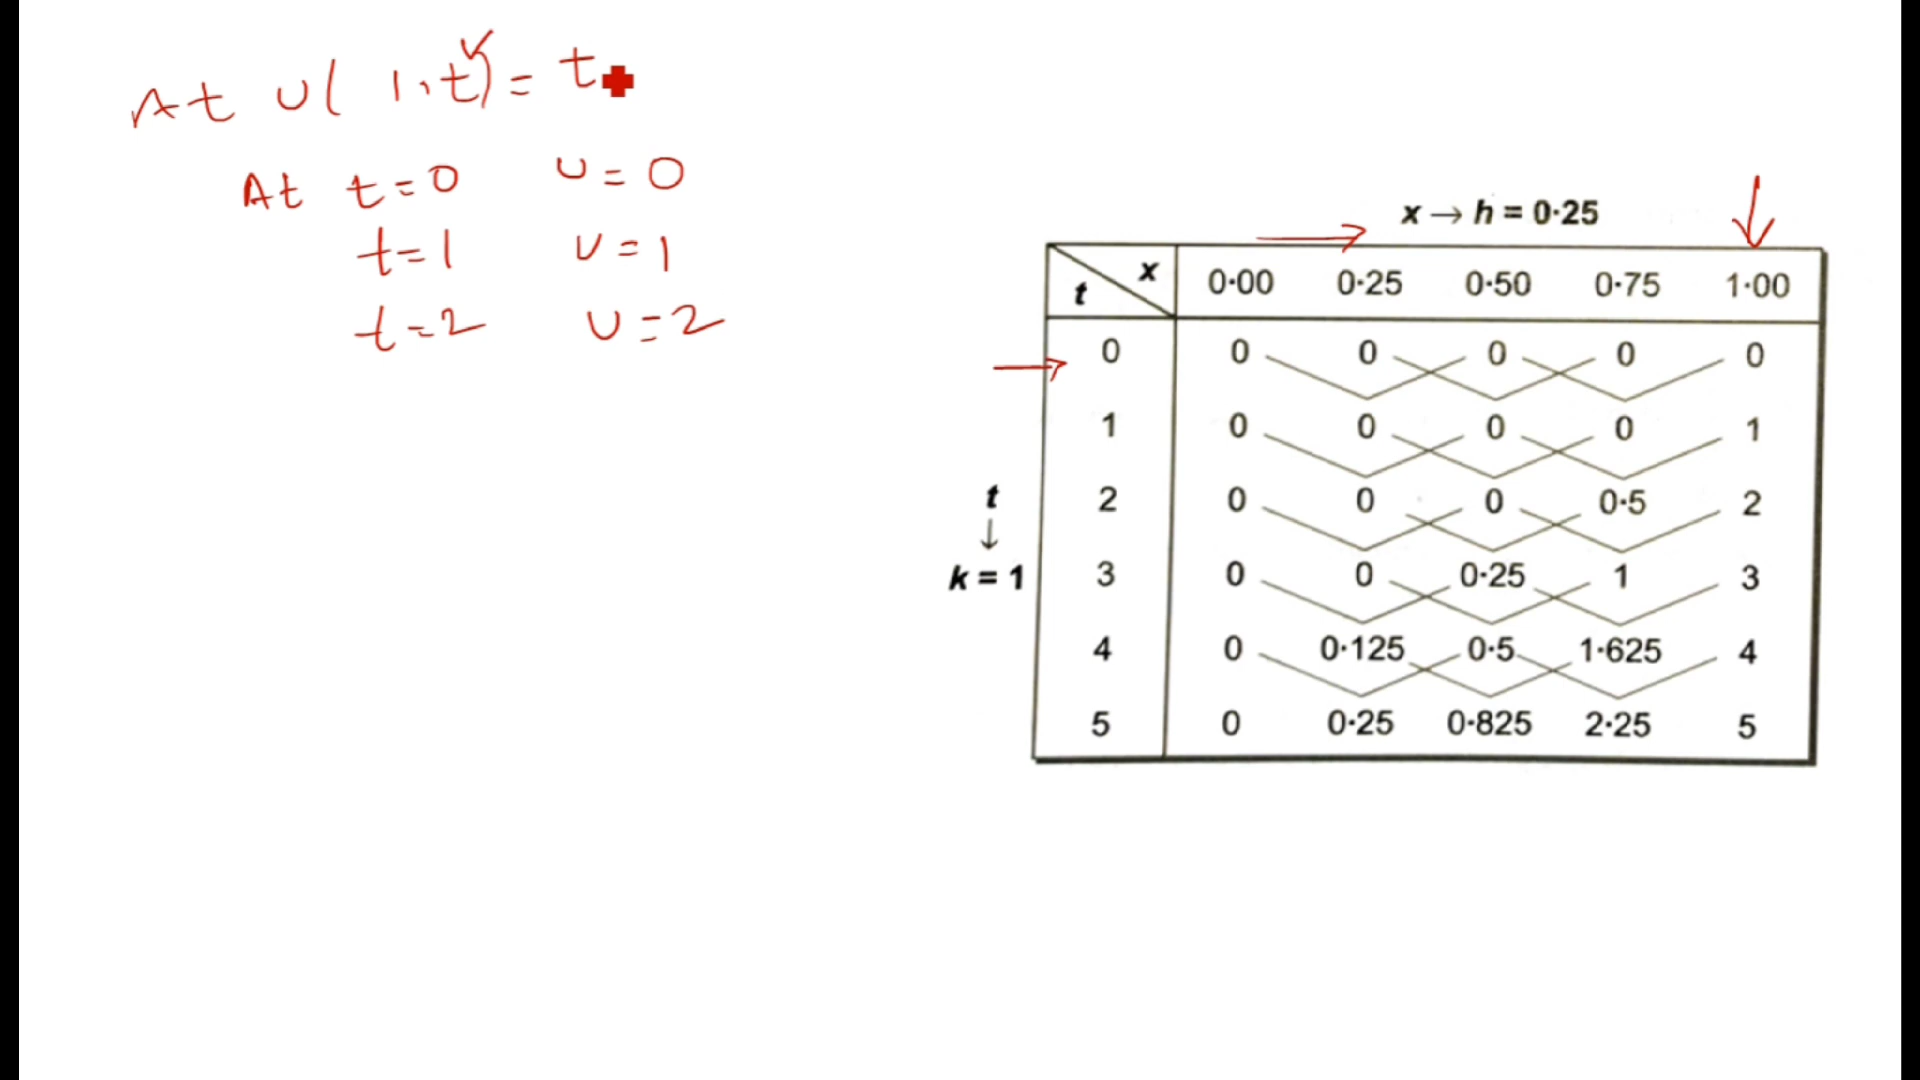 At u( 1,t) = t
At t=0 u=0
t=1 u=1
t=2 u=2
x → h = 0·25
t x 0·00 0·25 0·50 0·75 1·00
0 0 0 0 0 0
1 0 0 0 0 1
2 0 0 0 0·5 2
3 0 0 0·25 1 3
4 0 0·125 0·5 1·625 4
5 0 0·25 0·825 2·25 5
t
↓
k = 1